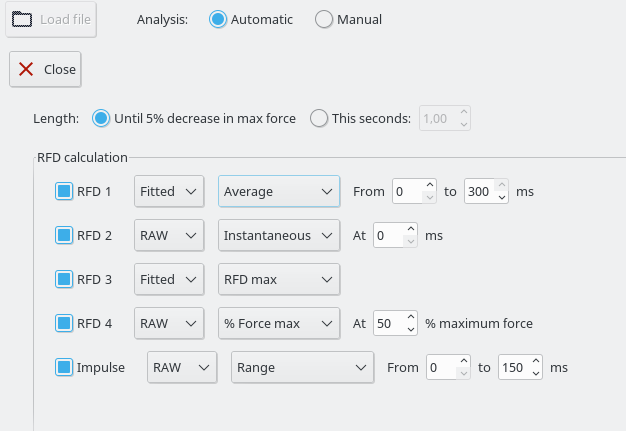 Load file Analysis: Automatic Manual
Close
Length: Until 5% decrease in max force This seconds: 1,00
RFD calculation
RFD 1 Fitted Average From 0 to 300 ms
RFD 2 RAW Instantaneous At 0 ms
RFD 3 Fitted RFD max
RFD 4 RAW % Force max At 50 % maximum force
Impulse RAW Range From 0 to 150 ms